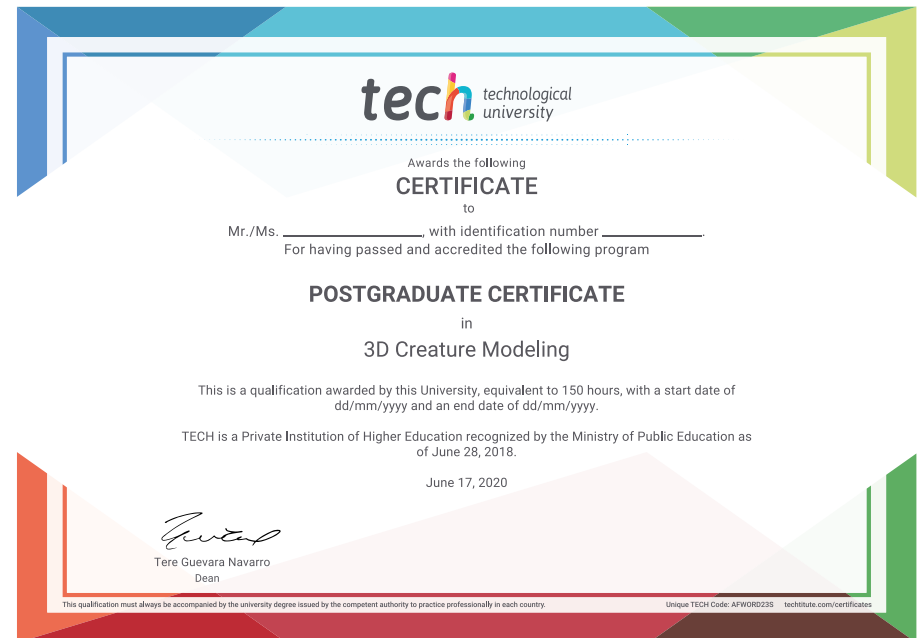 tech technological
university
Awards the following
CERTIFICATE
to
Mr./Ms. ____________, with identification number ____________.
For having passed and accredited the following program
POSTGRADUATE CERTIFICATE
in
3D Creature Modeling
This is a qualification awarded by this University, equivalent to 150 hours, with a start date of
dd/mm/yyyy and an end date of dd/mm/yyyy.
TECH is a Private Institution of Higher Education recognized by the Ministry of Public Education as
of June 28, 2018.
June 17, 2020
Tere Guevara Navarro
Dean
This qualification must always be accompanied by the university degree issued by the competent authority to practice professionally in each country.
Unique TECH Code: AFWORD23S techtitute.com/certificates